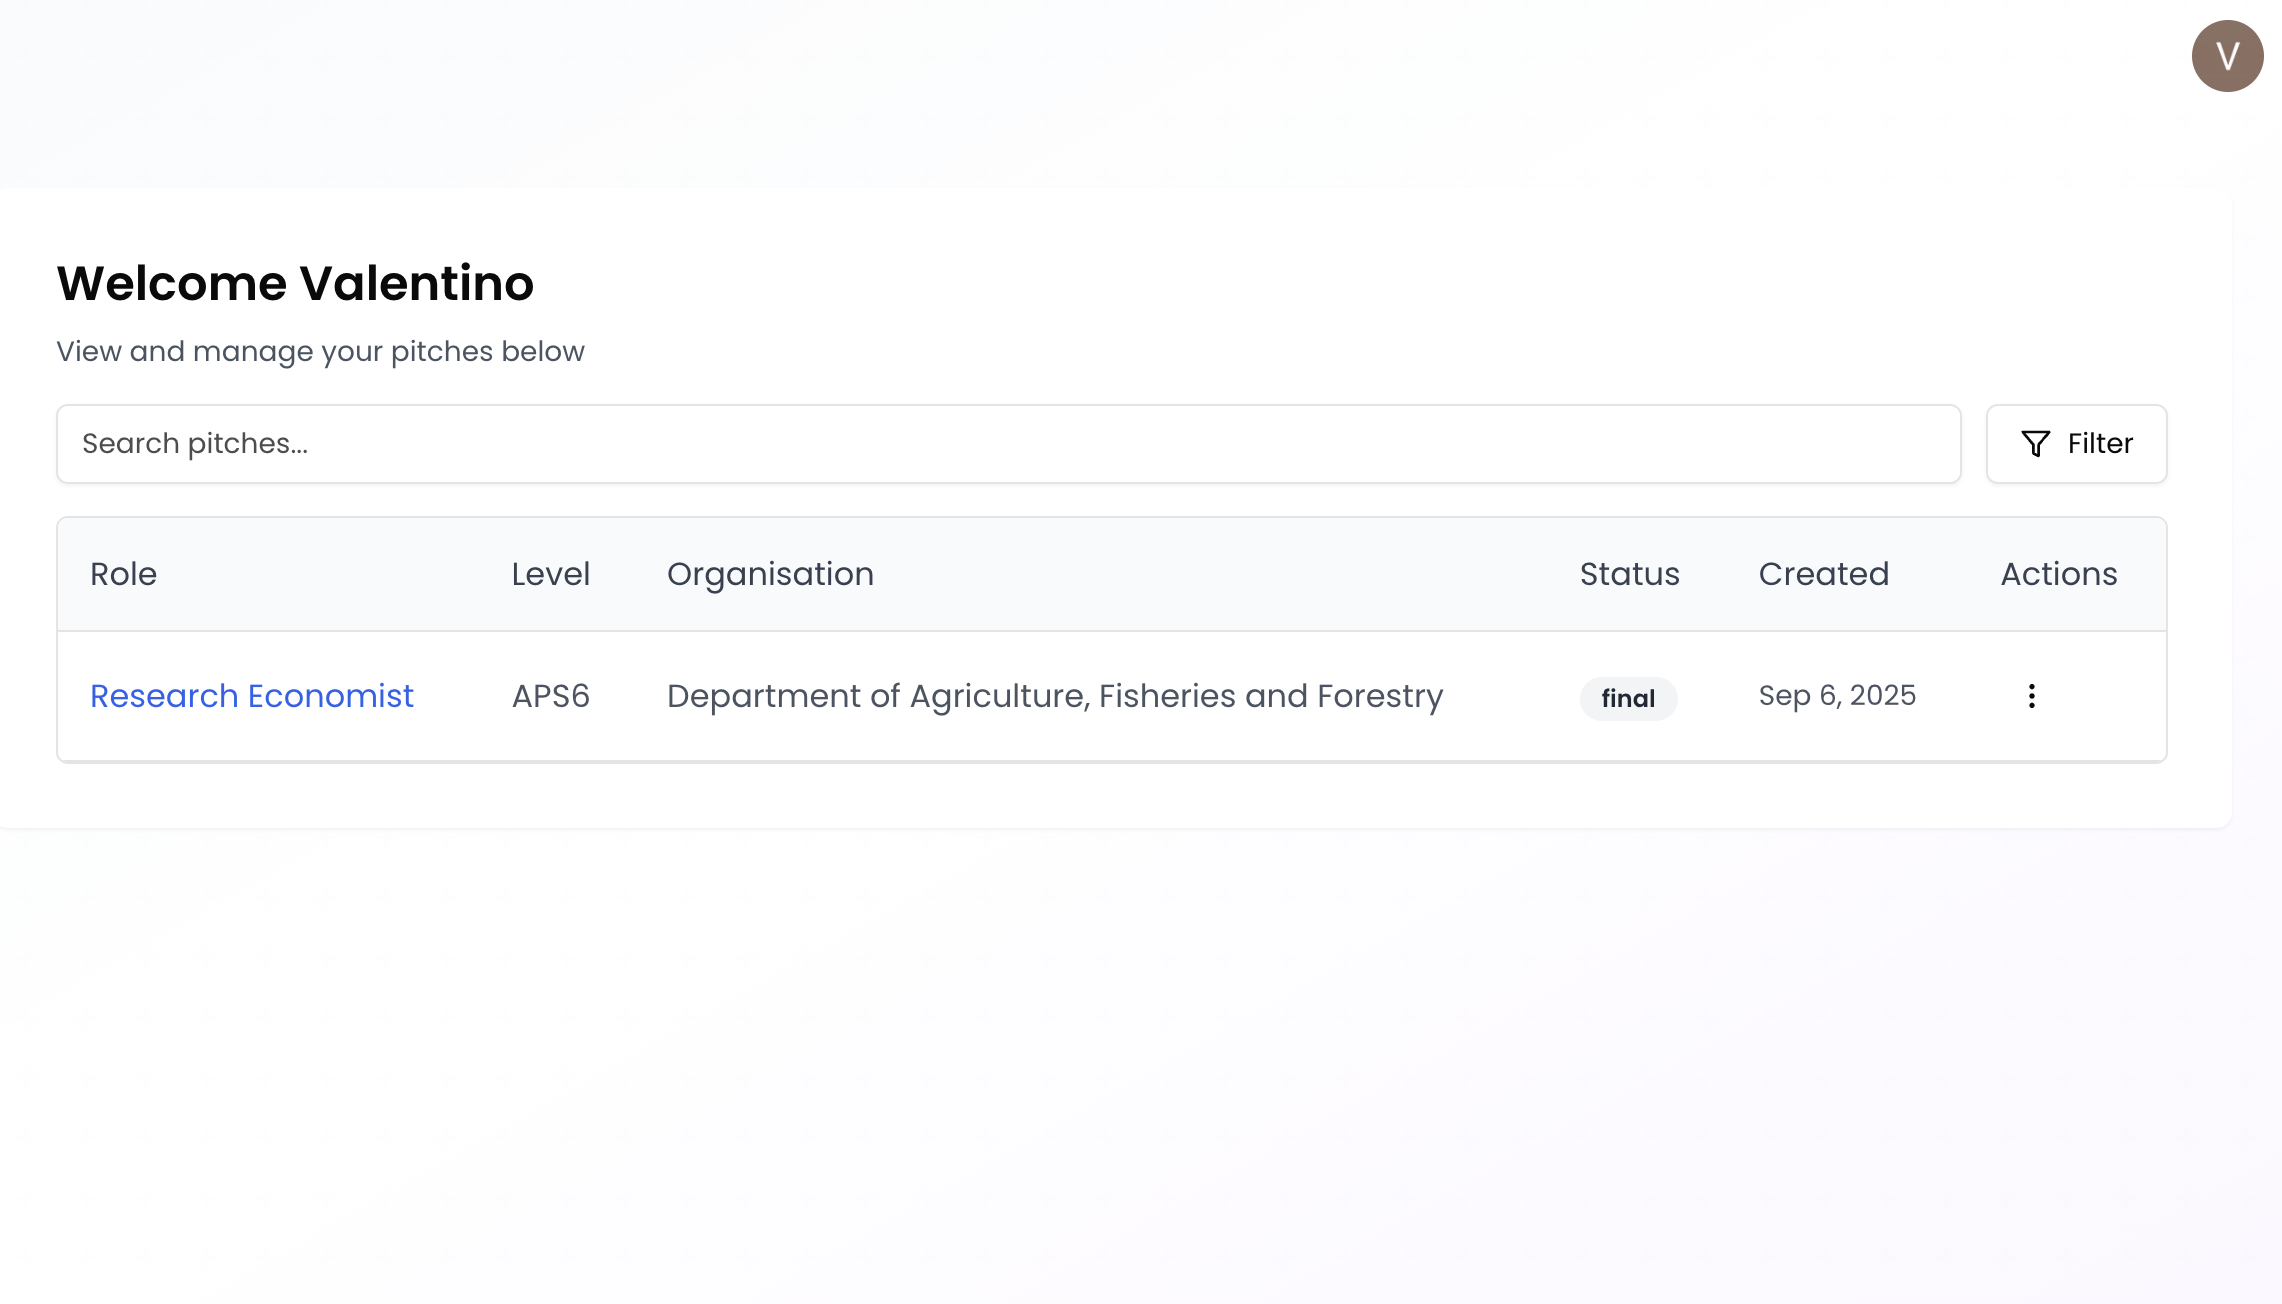 V
Welcome Valentino
View and manage your pitches below
Search pitches...
Filter
Role Level Organisation Status Created Actions
Research Economist APS6 Department of Agriculture, Fisheries and Forestry final Sep 6, 2025